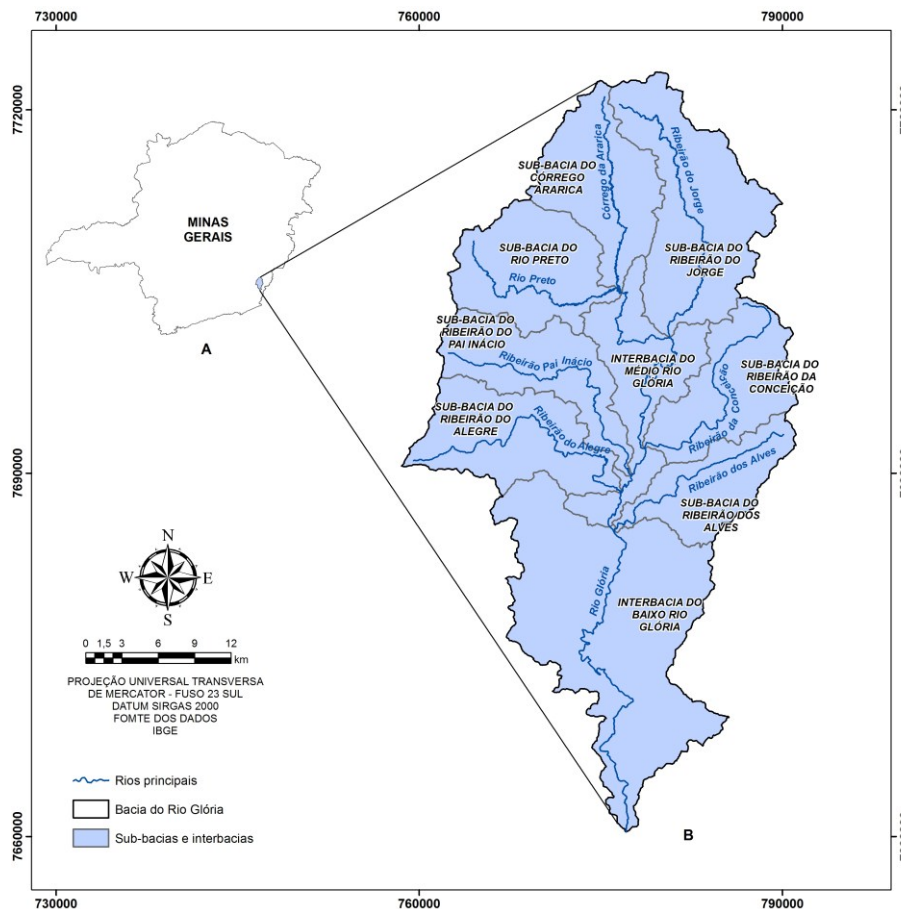 730000
760000
790000
7720000
SUB-BACIA DO
CÓRREGO
ARARICA
Córrego da Ararica
Ribeirão do Jorge
MINAS
GERAIS
SUB-BACIA DO
RIO PRETO
SUB-BACIA DO
RIBEIRÃO DO
JORGE
Rio Preto
A
SUB-BACIA DO
RIBEIRÃO DO
PAI INÁCIO
Ribeirão Pai Inácio
INTERBACIA DO
MÉDIO RIO
GLÓRIA
SUB-BACIA DO
RIBEIRÃO DA
CONCEIÇÃO
Ribeirão da Conceição
SUB-BACIA DO
RIBEIRÃO DO
ALEGRE
Ribeirão do Alegre
7690000
Ribeirão dos Alves
SUB-BACIA DO
RIBEIRÃO DOS
ALVES
N
W E
S
Rio Glória
INTERBACIA DO
BAIXO RIO
GLÓRIA
0 1,5 3 6 9 12
km
PROJEÇÃO UNIVERSAL TRANSVERSA
DE MERCATOR - FUSO 23 SUL
DATUM SIRGAS 2000
FOMTE DOS DADOS
IBGE
Rios principais
Bacia do Rio Glória
Sub-bacias e interbacias
B
7660000
730000
760000
790000